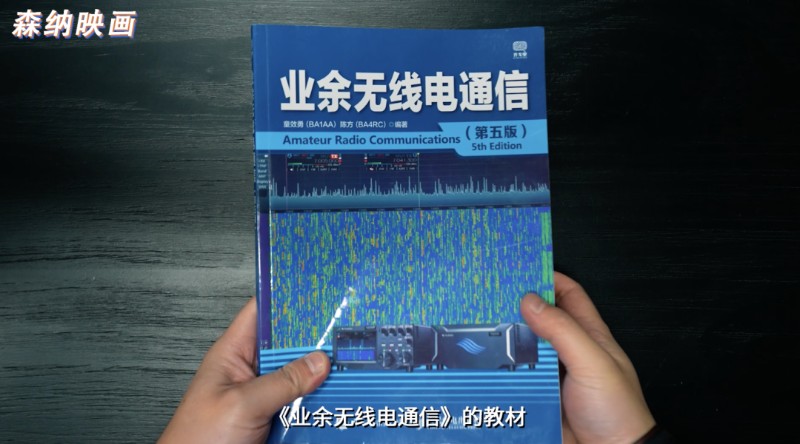 森纳映画
业余无线电通信
童效勇（BA1AA） 陈方（BA4RC）◎编著
（第五版）
Amateur Radio Communications
5th Edition
《业余无线电通信》的教材